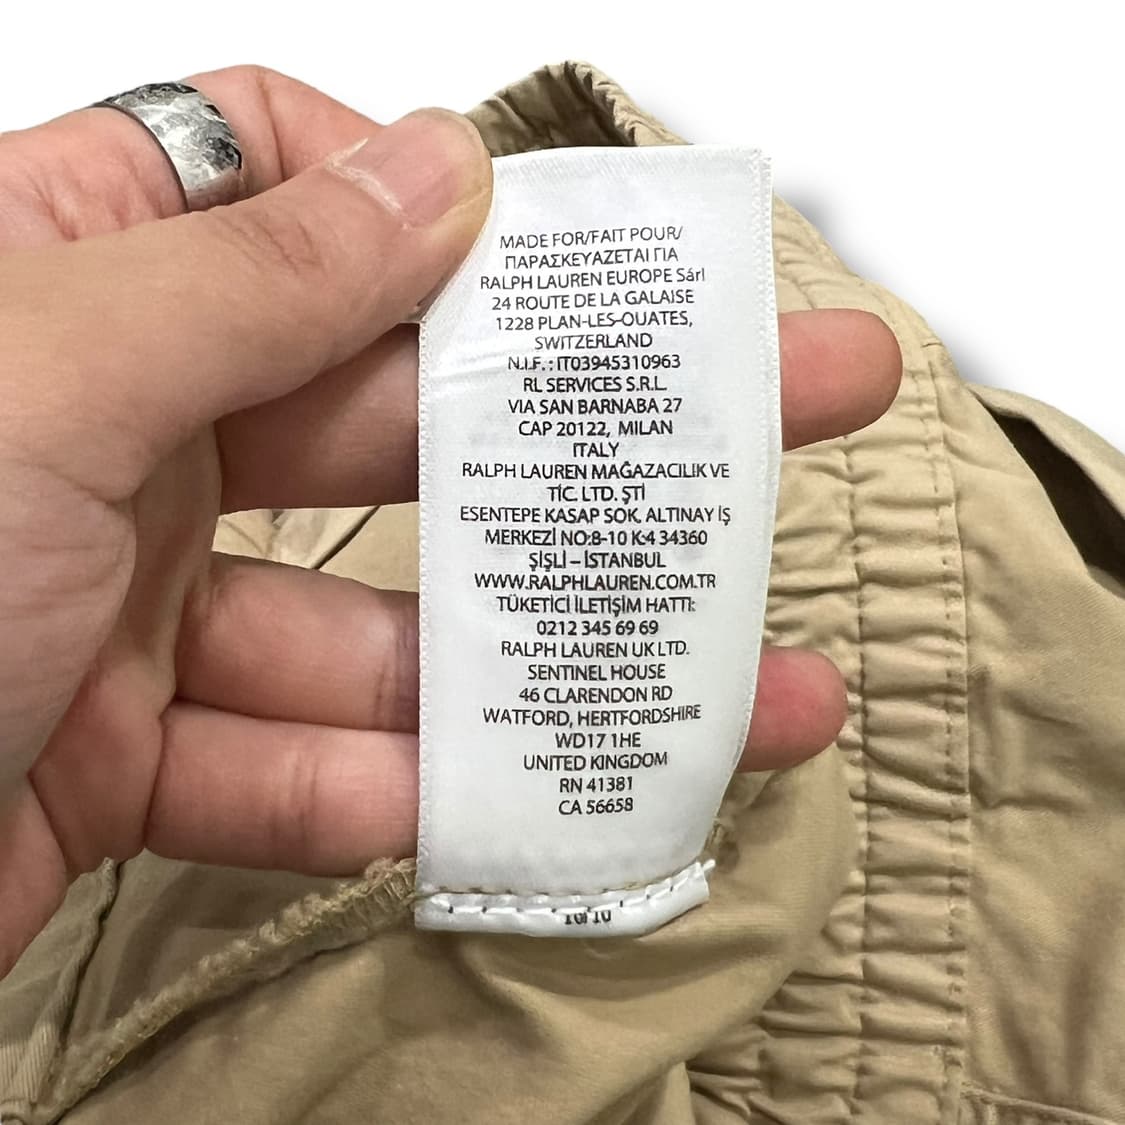 MADE FOR/FAIT POUR/
ΠΑΡΑΣΚΕΥΑΖΕΤΑΙ ΓΙΑ
RALPH LAUREN EUROPE Sárl
24 ROUTE DE LA GALAISE
1228 PLAN-LES-OUATES,
SWITZERLAND
N.I.F. : IT03945310963
RL SERVICES S.R.L.
VIA SAN BARNABA 27
CAP 20122, MILAN
ITALY
RALPH LAUREN MAĞAZACILIK VE
TİC. LTD. ŞTİ
ESENTEPE KASAP SOK. ALTINAY İŞ
MERKEZİ NO:8-10 K:4 34360
ŞİŞLİ – İSTANBUL
WWW.RALPHLAUREN.COM.TR
TÜKETİCİ İLETİŞİM HATTI:
0212 345 69 69
RALPH LAUREN UK LTD.
SENTINEL HOUSE
46 CLARENDON RD
WATFORD, HERTFORDSHIRE
WD17 1HE
UNITED KINGDOM
RN 41381
CA 56658
10/10